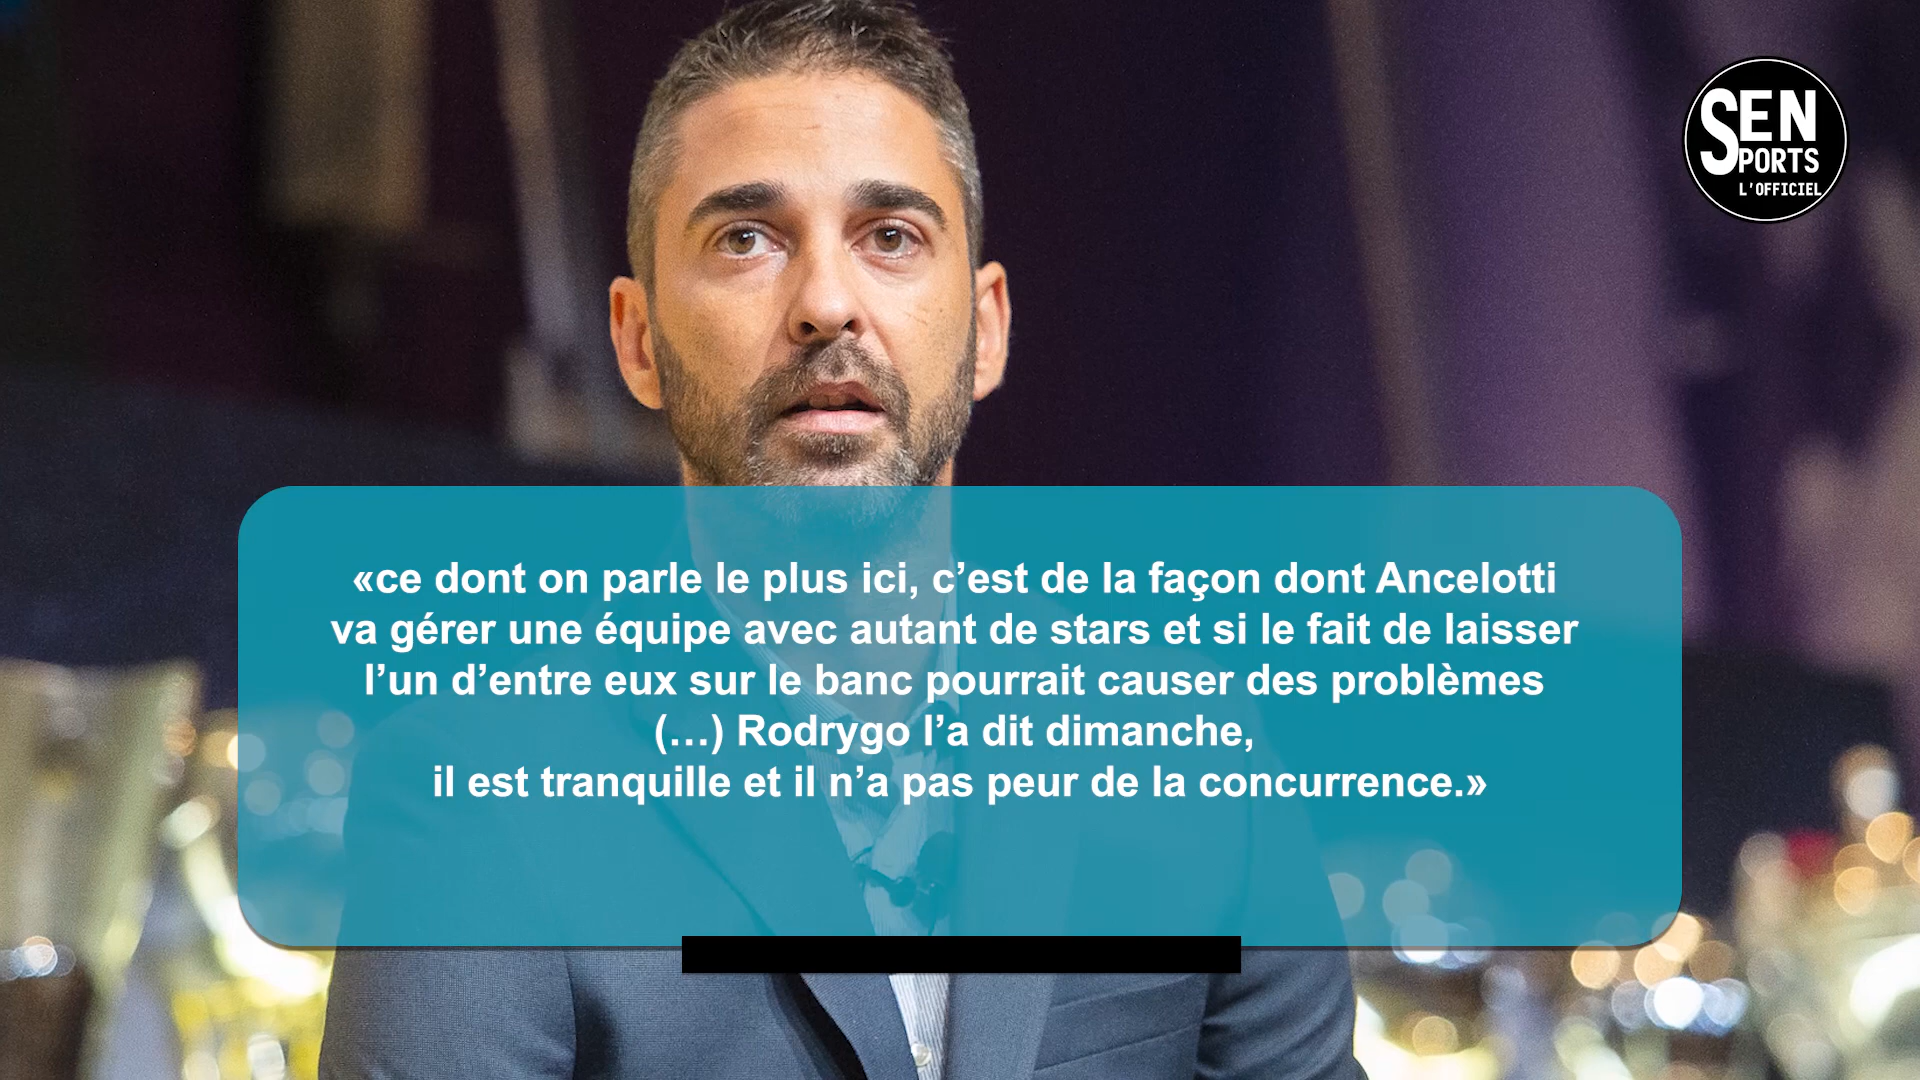 SEN
SPORTS
L'OFFICIEL
«ce dont on parle le plus ici, c’est de la façon dont Ancelotti
va gérer une équipe avec autant de stars et si le fait de laisser
l’un d’entre eux sur le banc pourrait causer des problèmes
(…) Rodrygo l’a dit dimanche,
il est tranquille et il n’a pas peur de la concurrence.»